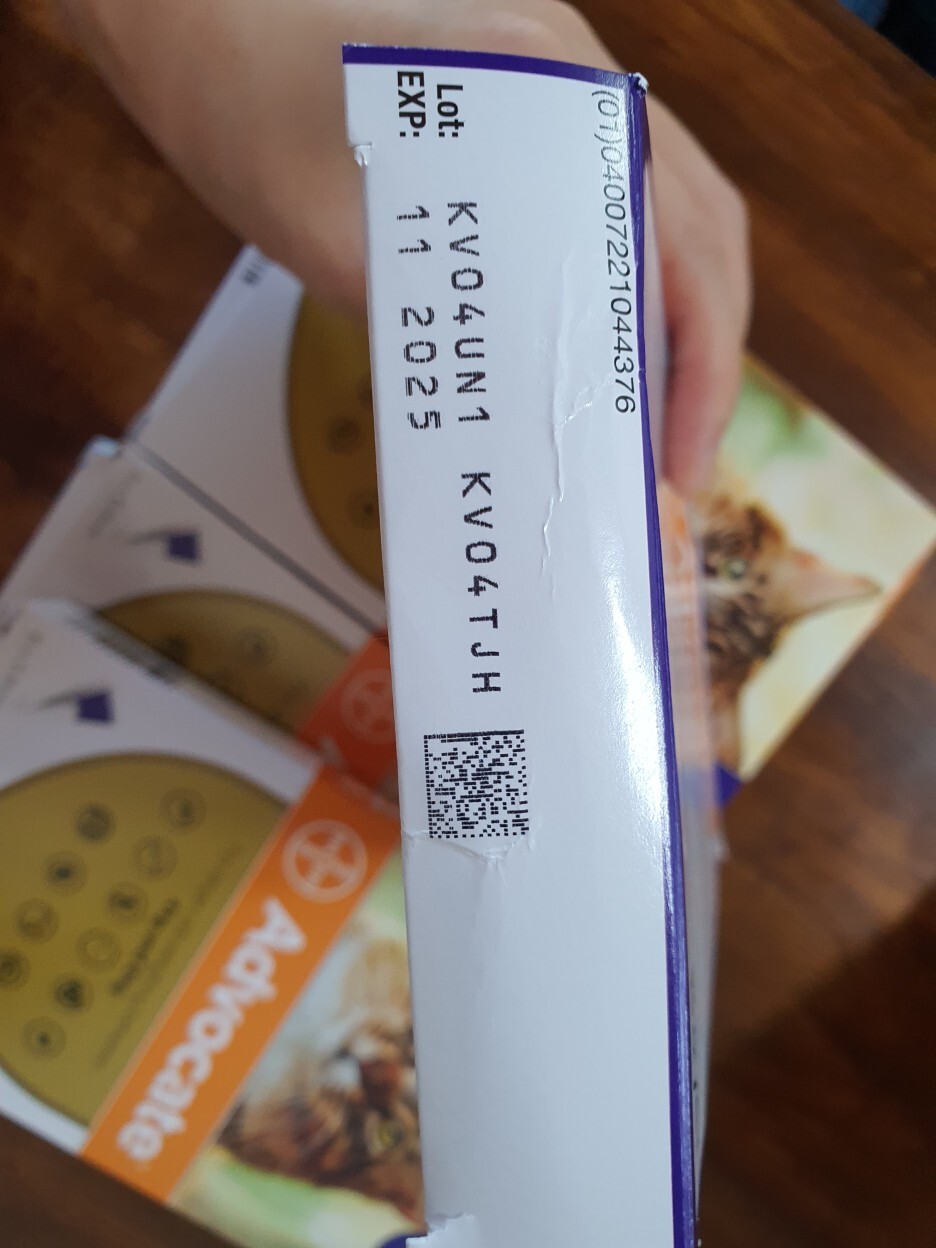 (01)04007221044376
Lot: KV04UN1 KV04TJH
EXP: 11 2025
Advocate